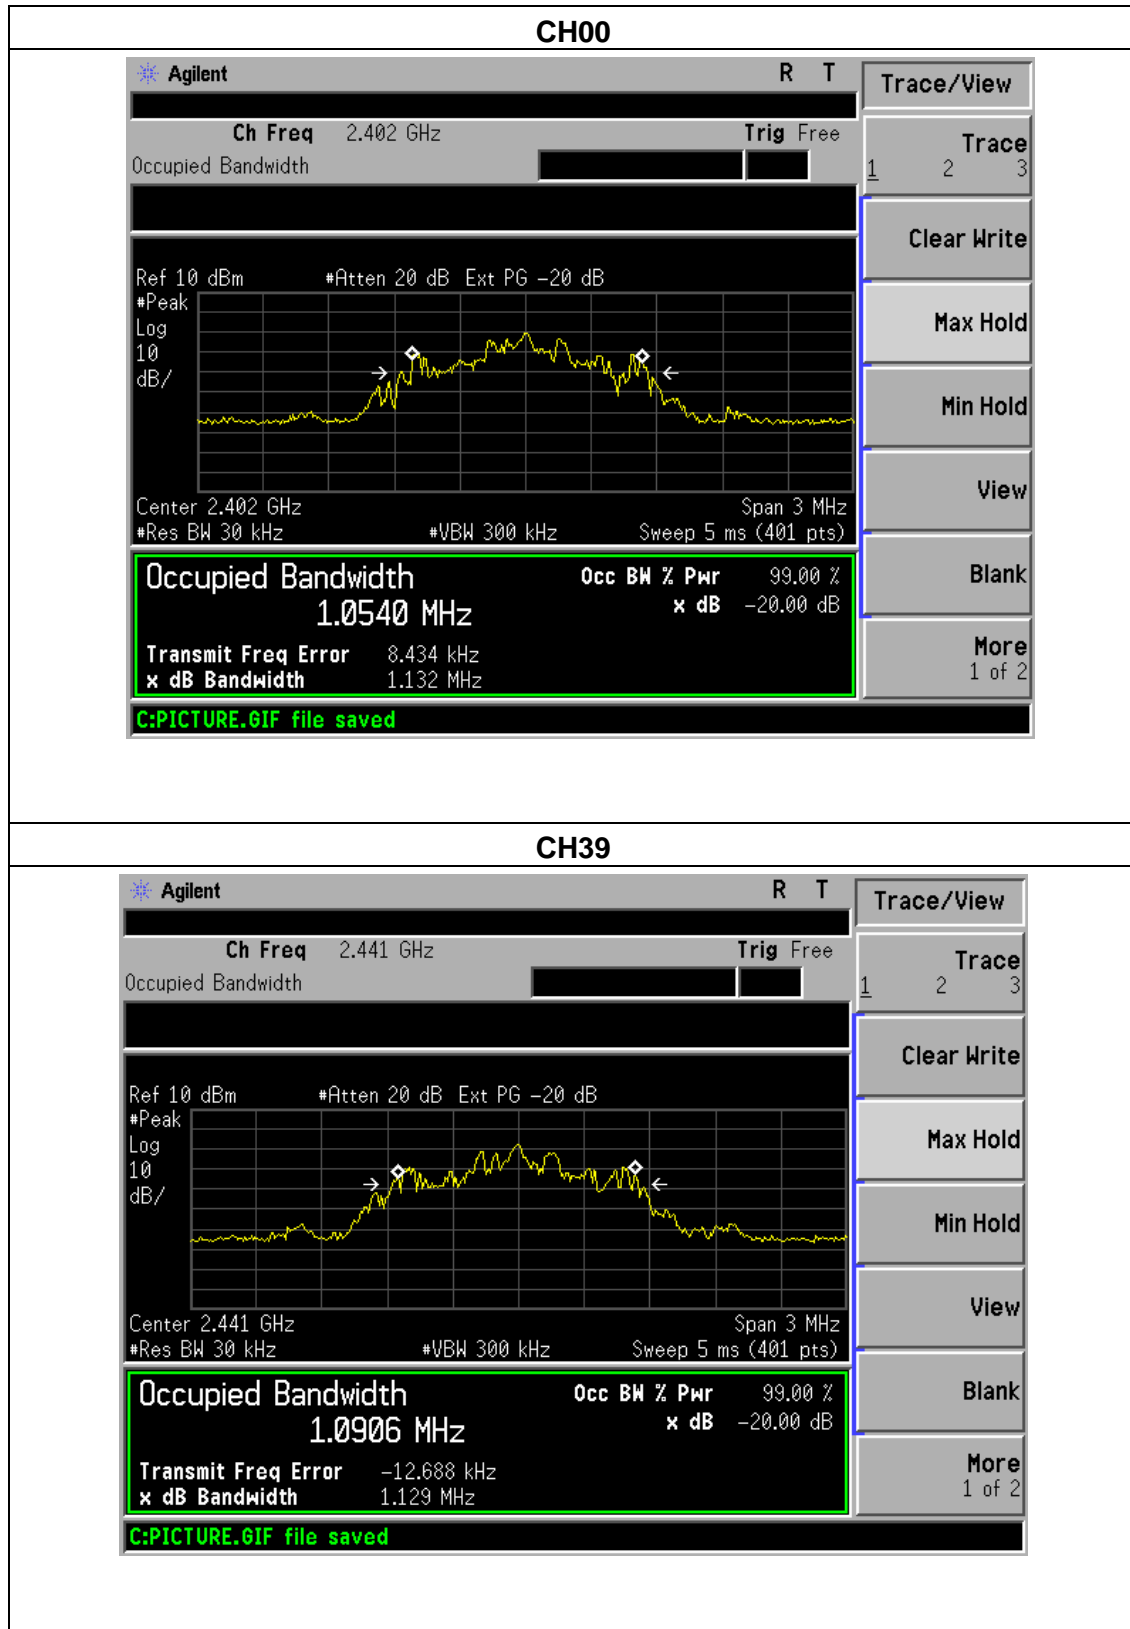 CH00
Agilent R T Trace/View
Ch Freq 2.402 GHz Trig Free
Occupied Bandwidth
Trace
1 2 3
Clear Write
Ref 10 dBm #Atten 20 dB Ext PG -20 dB
#Peak
Log
10
dB/
Max Hold
Min Hold
View
Center 2.402 GHz Span 3 MHz
#Res BW 30 kHz #VBW 300 kHz Sweep 5 ms (401 pts)
Occupied Bandwidth Occ BW % Pwr 99.00 %
1.0540 MHz x dB -20.00 dB
Blank
Transmit Freq Error 8.434 kHz
x dB Bandwidth 1.132 MHz
More
1 of 2
C:PICTURE.GIF file saved
CH39
Agilent R T Trace/View
Ch Freq 2.441 GHz Trig Free
Occupied Bandwidth
Trace
1 2 3
Clear Write
Ref 10 dBm #Atten 20 dB Ext PG -20 dB
#Peak
Log
10
dB/
Max Hold
Min Hold
View
Center 2.441 GHz Span 3 MHz
#Res BW 30 kHz #VBW 300 kHz Sweep 5 ms (401 pts)
Occupied Bandwidth Occ BW % Pwr 99.00 %
1.0906 MHz x dB -20.00 dB
Blank
Transmit Freq Error -12.688 kHz
x dB Bandwidth 1.129 MHz
More
1 of 2
C:PICTURE.GIF file saved